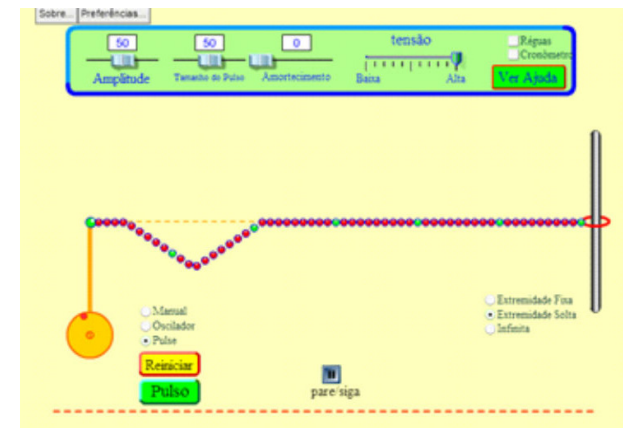 Sobre... Preferências...
50 50 0 tensão Réguas
Cronômetro
Amplitude Tamanho do Pulso Amortecimento Baixa Alta Ver Ajuda
Manual
Oscilador
Pulse
Extremidade Fixa
Extremidade Solta
Infinita
Reiniciar
Pulso
pare/siga